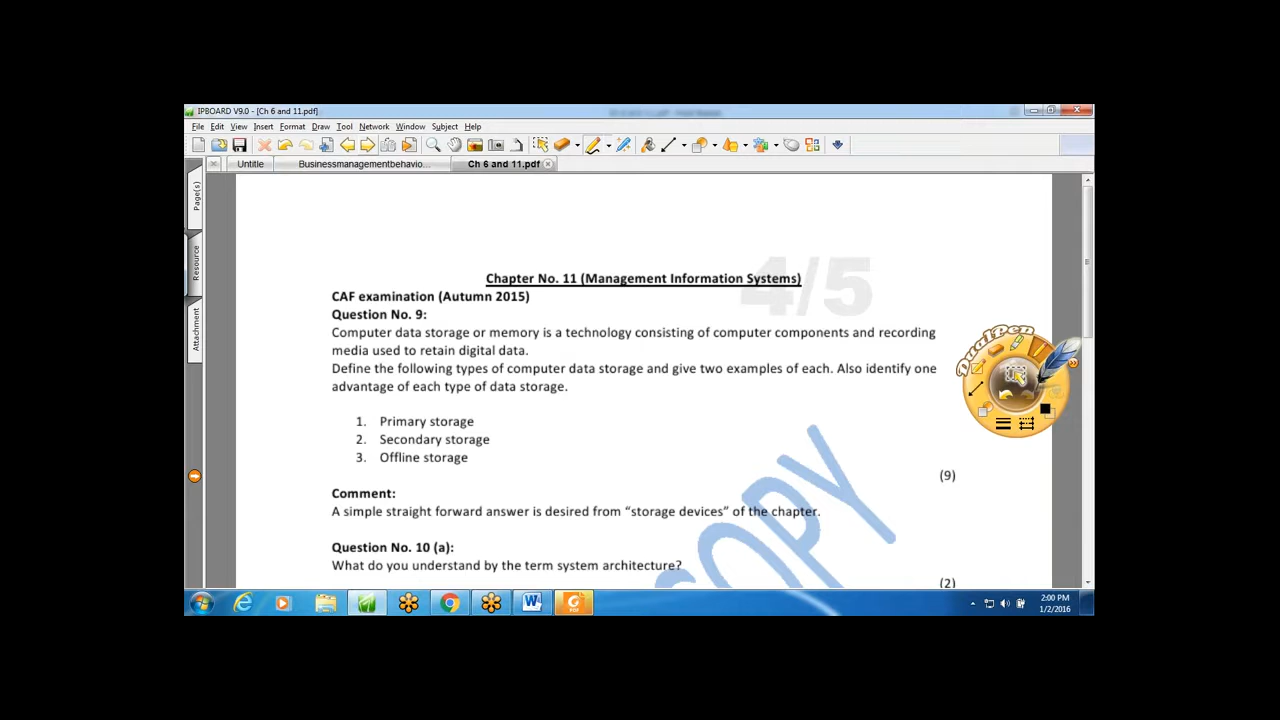 IPBOARD V9.0 - [Ch 6 and 11.pdf]
File Edit View Insert Format Draw Tool Network Window Subject Help
Untitle Businessmanagementbehavio... Ch 6 and 11.pdf
Page(s)
Resource
Attachment
4/5
Chapter No. 11 (Management Information Systems)
CAF examination (Autumn 2015)
Question No. 9:
Computer data storage or memory is a technology consisting of computer components and recording
media used to retain digital data.
Define the following types of computer data storage and give two examples of each. Also identify one
advantage of each type of data storage.
DualPen
1. Primary storage
2. Secondary storage
3. Offline storage
(9)
Comment:
A simple straight forward answer is desired from “storage devices” of the chapter.
COPY
Question No. 10 (a):
What do you understand by the term system architecture?
(2)
2:00 PM
1/2/2016